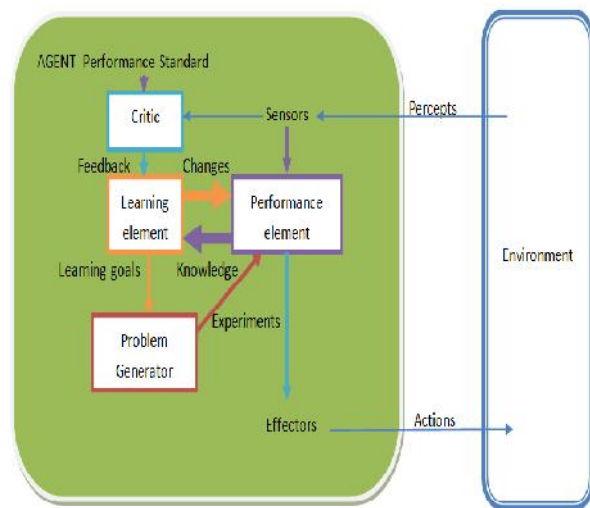 AGENT Performance Standard
Critic
Sensors
Percepts
Feedback
Changes
Learning
element
Performance
element
Environment
Learning goals
Knowledge
Experiments
Problem
Generator
Effectors
Actions